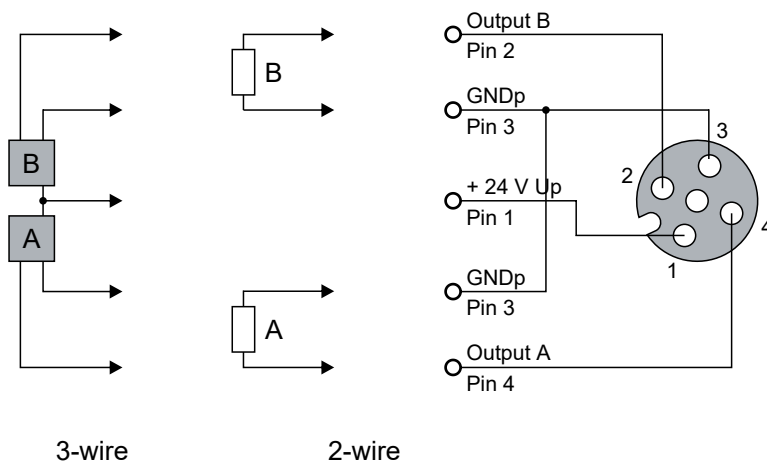 Output B
Pin 2
B
GNDp
Pin 3
3
B
2
+ 24 V Up
Pin 1
4
A
1
GNDp
Pin 3
A
Output A
Pin 4
3-wire
2-wire